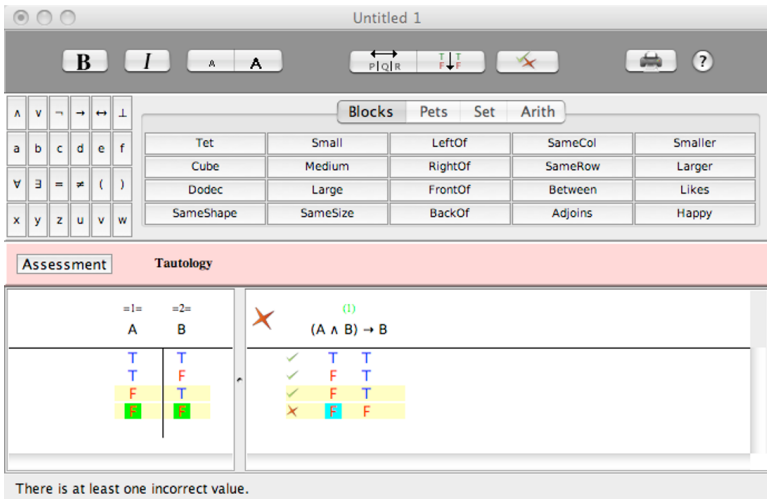 Untitled 1
B I A A P|Q|R T|T F↓F ?
Blocks Pets Set Arith
∧ ∨ ¬ → ↔ ⊥
a b c d e f
∀ ∃ = ≠ ( )
x y z u v w
Tet Small LeftOf SameCol Smaller
Cube Medium RightOf SameRow Larger
Dodec Large FrontOf Between Likes
SameShape SameSize BackOf Adjoins Happy
Assessment Tautology
=1= =2= (1)
A B (A ∧ B) → B
T T T T
T F F T
F T F T
F F F F
There is at least one incorrect value.